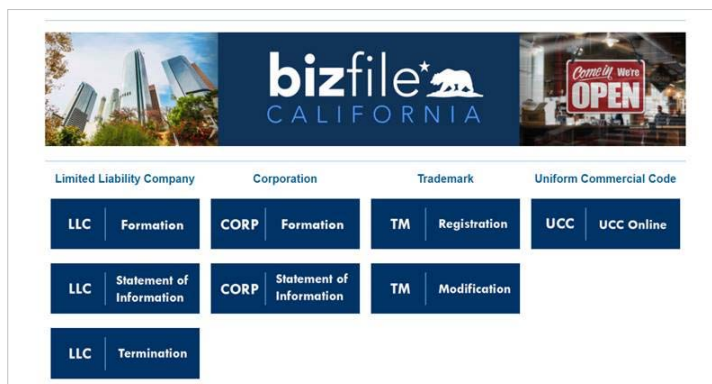 bizfile
CALIFORNIA
Come in We're
OPEN
Limited Liability Company
Corporation
Trademark
Uniform Commercial Code
LLC Formation
CORP Formation
TM Registration
UCC UCC Online
LLC Statement of
Information
CORP Statement of
Information
TM Modification
LLC Termination